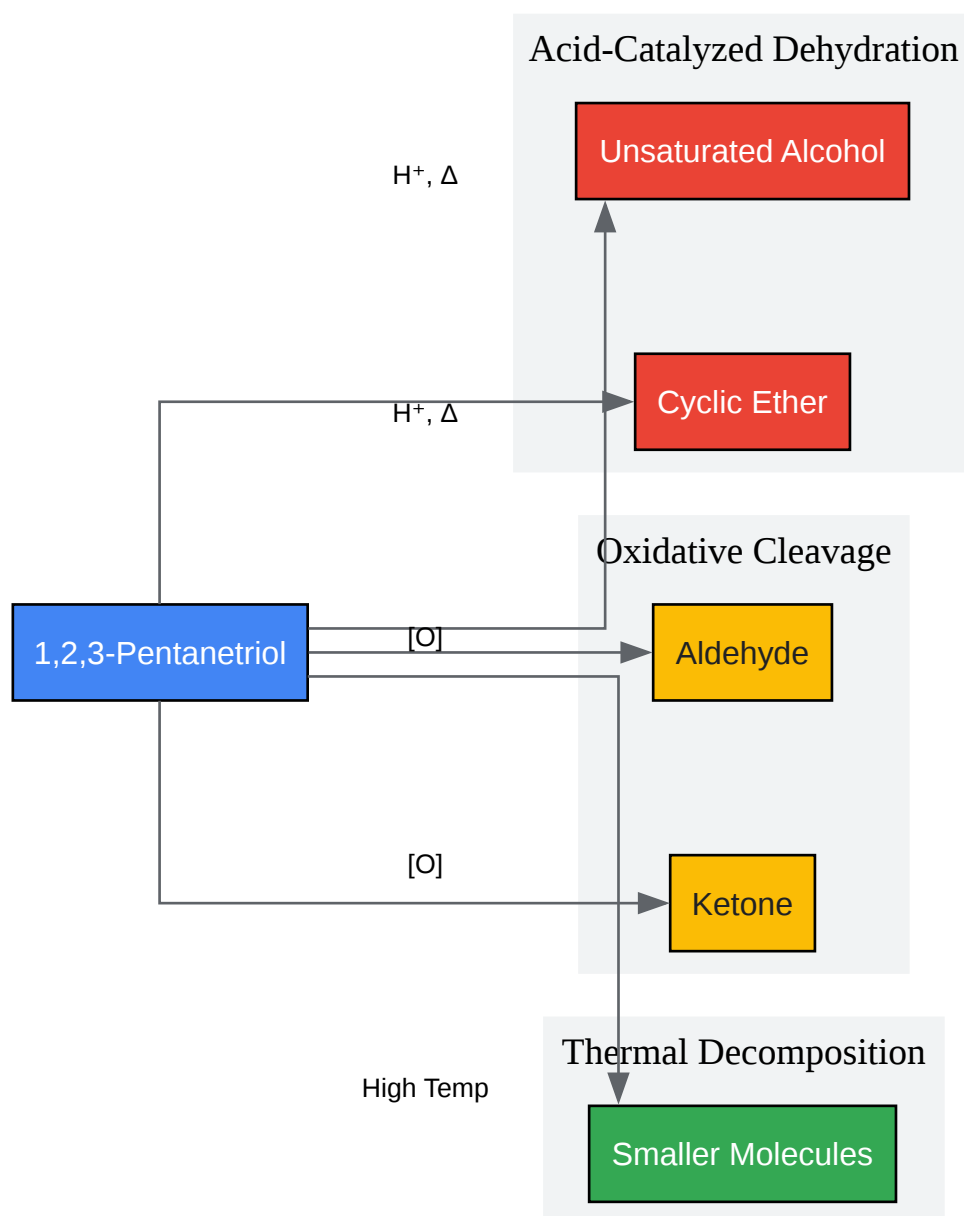 Acid-Catalyzed Dehydration
Unsaturated Alcohol
H⁺, Δ
Cyclic Ether
H⁺, Δ
Oxidative Cleavage
1,2,3-Pentanetriol
[O]
Aldehyde
[O]
Ketone
Thermal Decomposition
High Temp
Smaller Molecules